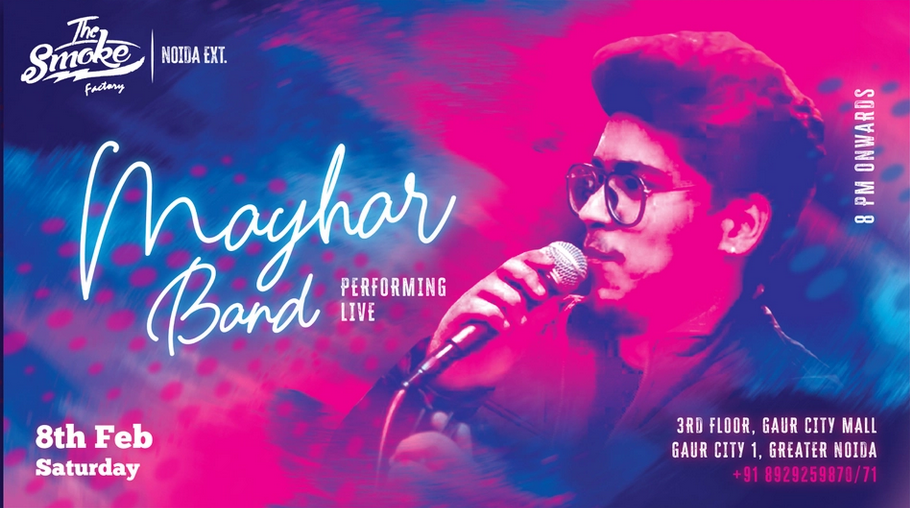 The
Smoke
Factory
NOIDA EXT.
8 PM ONWARDS
Mayhar
Band
PERFORMING
LIVE
8th Feb
Saturday
3RD FLOOR, GAUR CITY MALL
GAUR CITY 1, GREATER NOIDA
+91 8929259870/71